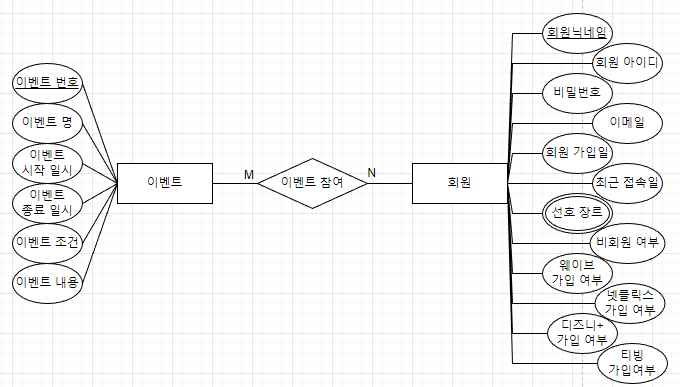 이벤트 번호
이벤트 명
이벤트
시작 일시
이벤트
종료 일시
이벤트 조건
이벤트 내용
이벤트
M
이벤트 참여
N
회원
회원닉네임
회원 아이디
비밀번호
이메일
회원 가입일
최근 접속일
선호 장르
비회원 여부
웨이브
가입 여부
넷플릭스
가입 여부
디즈니+
가입 여부
티빙
가입여부